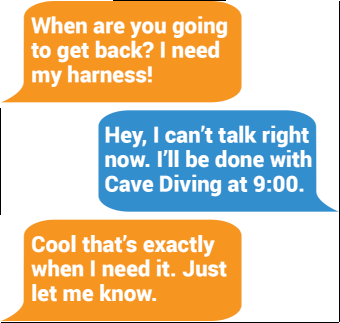 When are you going
to get back? I need
my harness!
Hey, I can’t talk right
now. I’ll be done with
Cave Diving at 9:00.
Cool that’s exactly
when I need it. Just
let me know.